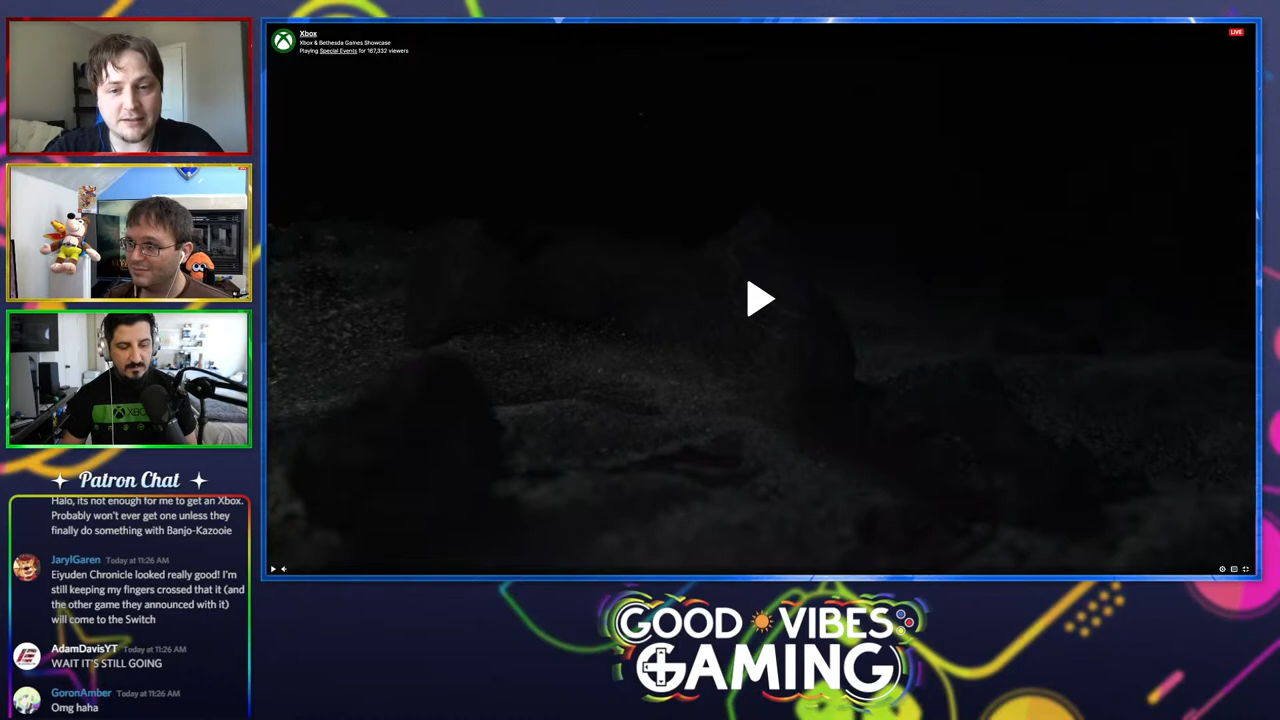 Xbox
Xbox & Bethesda Games Showcase
Playing Special Events for 167,332 viewers
LIVE
XBOX
Patron Chat
Halo, its not enough for me to get an Xbox.
Probably won't ever get one unless they
finally do something with Banjo-Kazooie
JarylGaren Today at 11:26 AM
Eiyuden Chronicle looked really good! I'm
still keeping my fingers crossed that it (and
the other game they announced with it)
will come to the Switch
AdamDavisYT Today at 11:26 AM
WAIT IT'S STILL GOING
GoronAmber Today at 11:26 AM
Omg haha
GOOD VIBES
GAMING